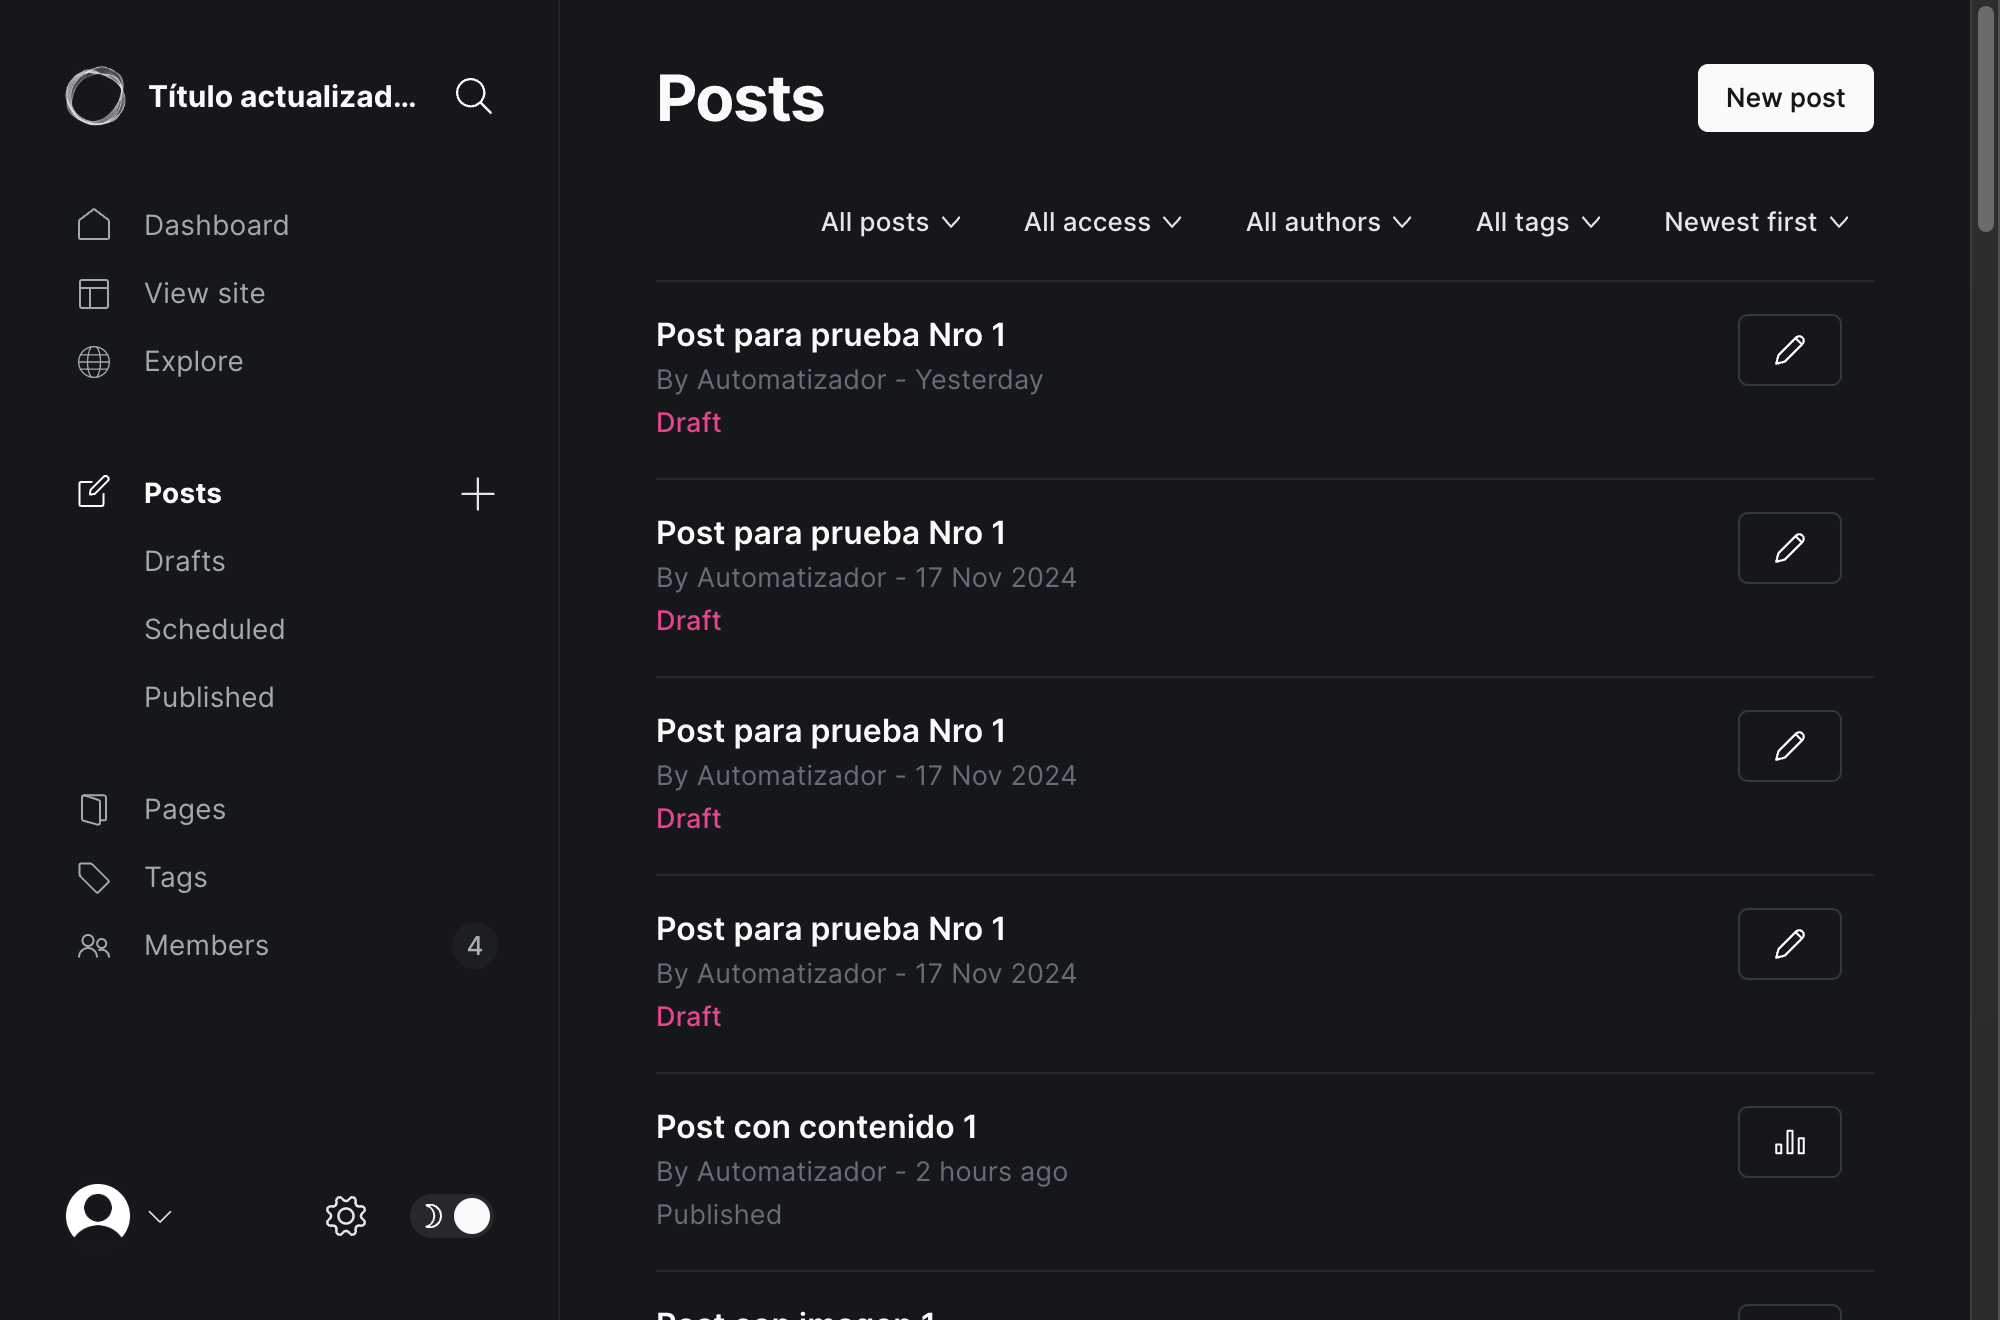 Título actualizad...
Dashboard
View site
Explore
Posts
Drafts
Scheduled
Published
Pages
Tags
Members
4
Posts
New post
All posts
All access
All authors
All tags
Newest first
Post para prueba Nro 1
By Automatizador - Yesterday
Draft
Post para prueba Nro 1
By Automatizador - 17 Nov 2024
Draft
Post para prueba Nro 1
By Automatizador - 17 Nov 2024
Draft
Post para prueba Nro 1
By Automatizador - 17 Nov 2024
Draft
Post con contenido 1
By Automatizador - 2 hours ago
Published
Post con imagen 1